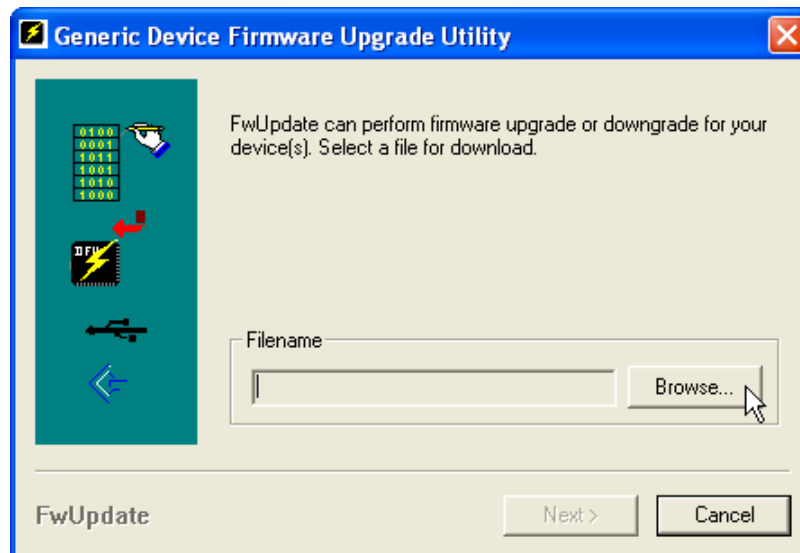 Generic Device Firmware Upgrade Utility
0100
0001
1011
1001
1010
1000
DFU
FwUpdate can perform firmware upgrade or downgrade for your
device(s). Select a file for download.
Filename
Browse...
FwUpdate
Next >
Cancel